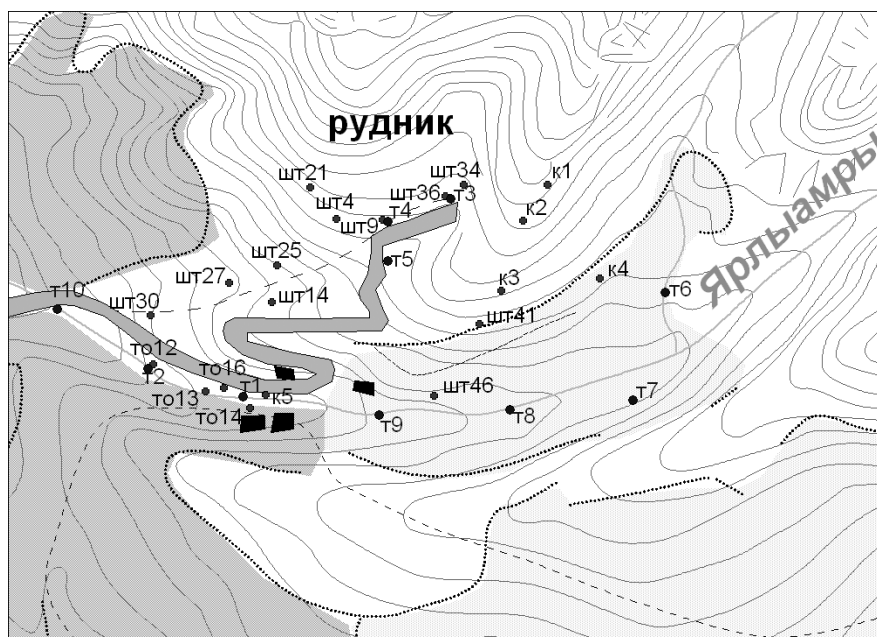 рудник
Ярлыамры
шт21
шт34
к1
шт36
т3
шт4
шт9
т4
к2
шт25
т5
шт27
к3
к4
т6
т10
шт30
шт14
шт41
то12
т2
то16
то13
т1
к5
то14
шт46
т9
т8
т7